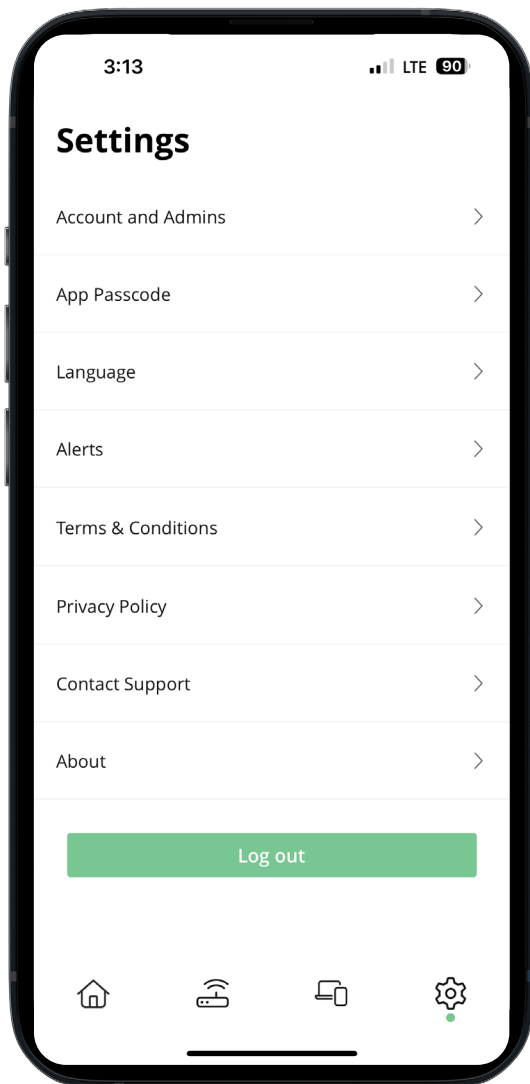 3:13
LTE 90
Settings
Account and Admins
App Passcode
Language
Alerts
Terms & Conditions
Privacy Policy
Contact Support
About
Log out